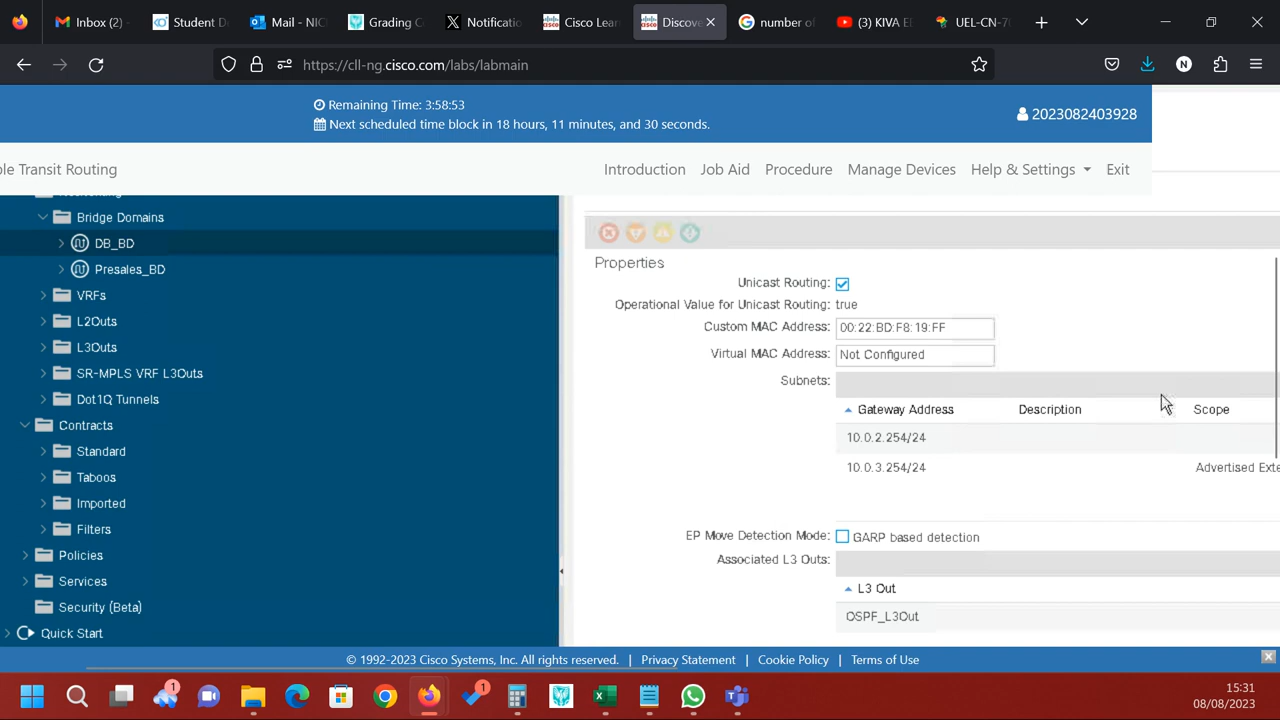 Inbox (2)
Student D
Mail - NIC
Grading C
Notificatio
Cisco Lear
Discove
number of
(3) KIVA EF
UEL-CN-7
https://cll-ng.cisco.com/labs/labmain
Remaining Time: 3:58:53
Next scheduled time block in 18 hours, 11 minutes, and 30 seconds.
2023082403928
ple Transit Routing
Introduction
Job Aid
Procedure
Manage Devices
Help & Settings
Exit
Bridge Domains
DB_BD
Presales_BD
VRFs
L2Outs
L3Outs
SR-MPLS VRF L3Outs
Dot1Q Tunnels
Contracts
Standard
Taboos
Imported
Filters
Policies
Services
Security (Beta)
Quick Start
Properties
Unicast Routing:
Operational Value for Unicast Routing: true
Custom MAC Address: 00:22:BD:F8:19:FF
Virtual MAC Address: Not Configured
Subnets:
Gateway Address Description Scope
10.0.2.254/24
10.0.3.254/24 Advertised Exte
EP Move Detection Mode: GARP based detection
Associated L3 Outs:
L3 Out
OSPF_L3Out
© 1992-2023 Cisco Systems, Inc. All rights reserved. | Privacy Statement | Cookie Policy | Terms of Use
1
1
15:31
08/08/2023